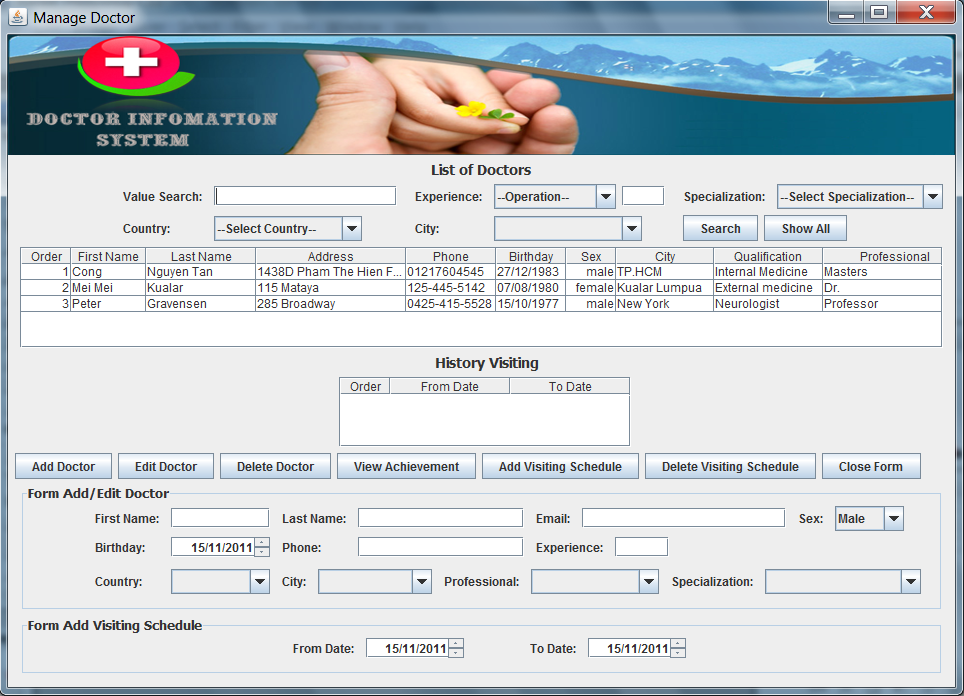 Manage Doctor
DOCTOR INFOMATION
SYSTEM
List of Doctors
Value Search: Experience: --Operation-- Specialization: --Select Specialization--
Country: --Select Country-- City: Search Show All
Order First Name Last Name Address Phone Birthday Sex City Qualification Professional
1 Cong Nguyen Tan 1438D Pham The Hien F... 01217604545 27/12/1983 male TP.HCM Internal Medicine Masters
2 Mei Mei Kualar 115 Mataya 125-445-5142 07/08/1980 female Kualar Lumpua External medicine Dr.
3 Peter Gravensen 285 Broadway 0425-415-5528 15/10/1977 male New York Neurologist Professor
History Visiting
Order From Date To Date
Add Doctor Edit Doctor Delete Doctor View Achievement Add Visiting Schedule Delete Visiting Schedule Close Form
Form Add/Edit Doctor
First Name: Last Name: Email: Sex: Male
Birthday: 15/11/2011 Phone: Experience:
Country: City: Professional: Specialization:
Form Add Visiting Schedule
From Date: 15/11/2011 To Date: 15/11/2011